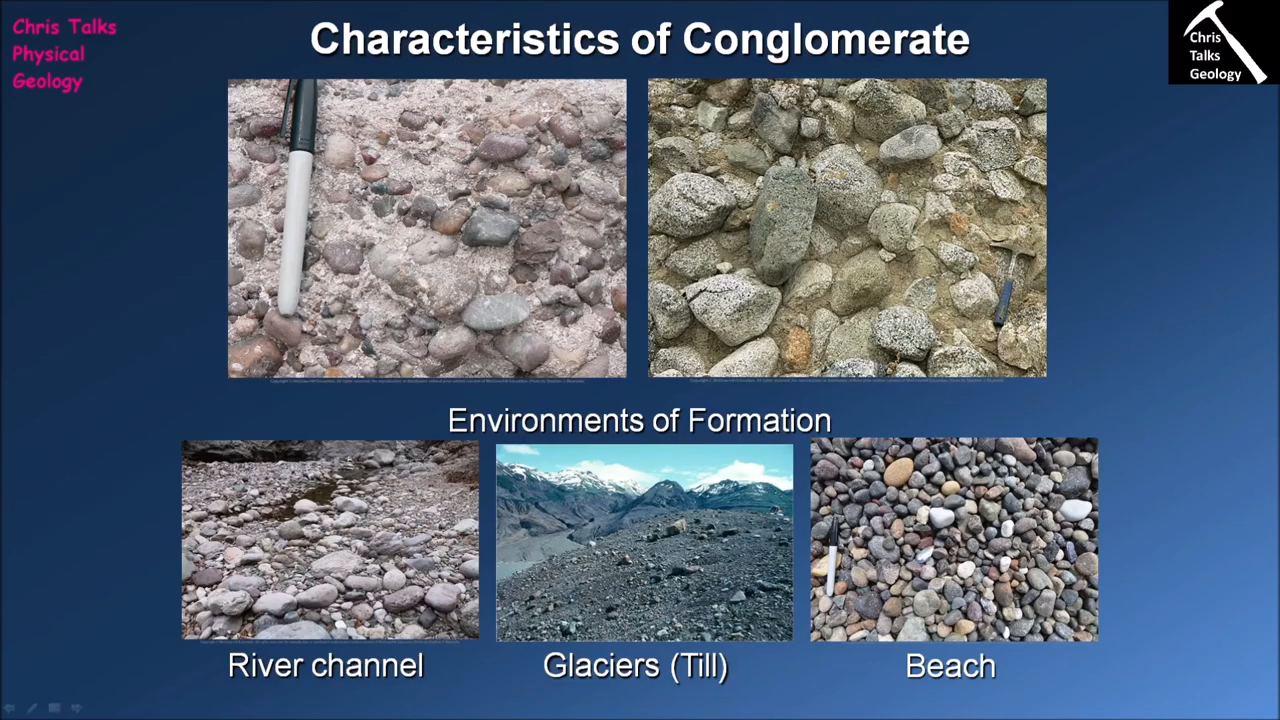 Chris Talks
Physical
Geology
Characteristics of Conglomerate
Chris
Talks
Geology
Environments of Formation
River channel
Glaciers (Till)
Beach